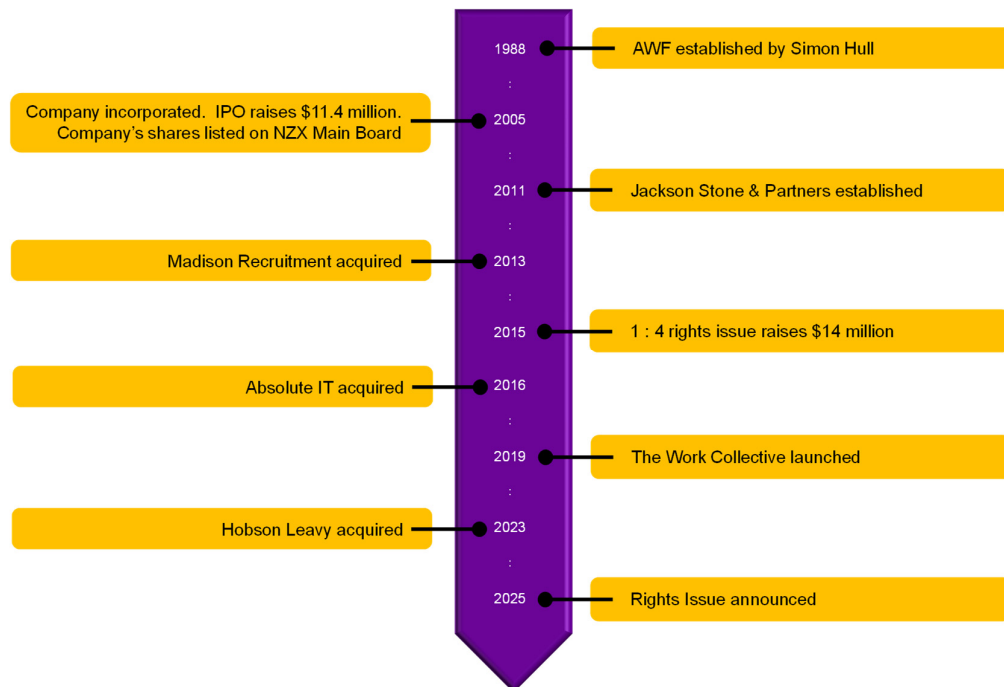 1988
AWF established by Simon Hull
:
Company incorporated.  IPO raises $11.4 million.
Company’s shares listed on NZX Main Board
2005
:
2011
Jackson Stone & Partners established
:
Madison Recruitment acquired
2013
:
2015
1 : 4 rights issue raises $14 million
Absolute IT acquired
2016
:
2019
The Work Collective launched
:
Hobson Leavy acquired
2023
:
2025
Rights Issue announced